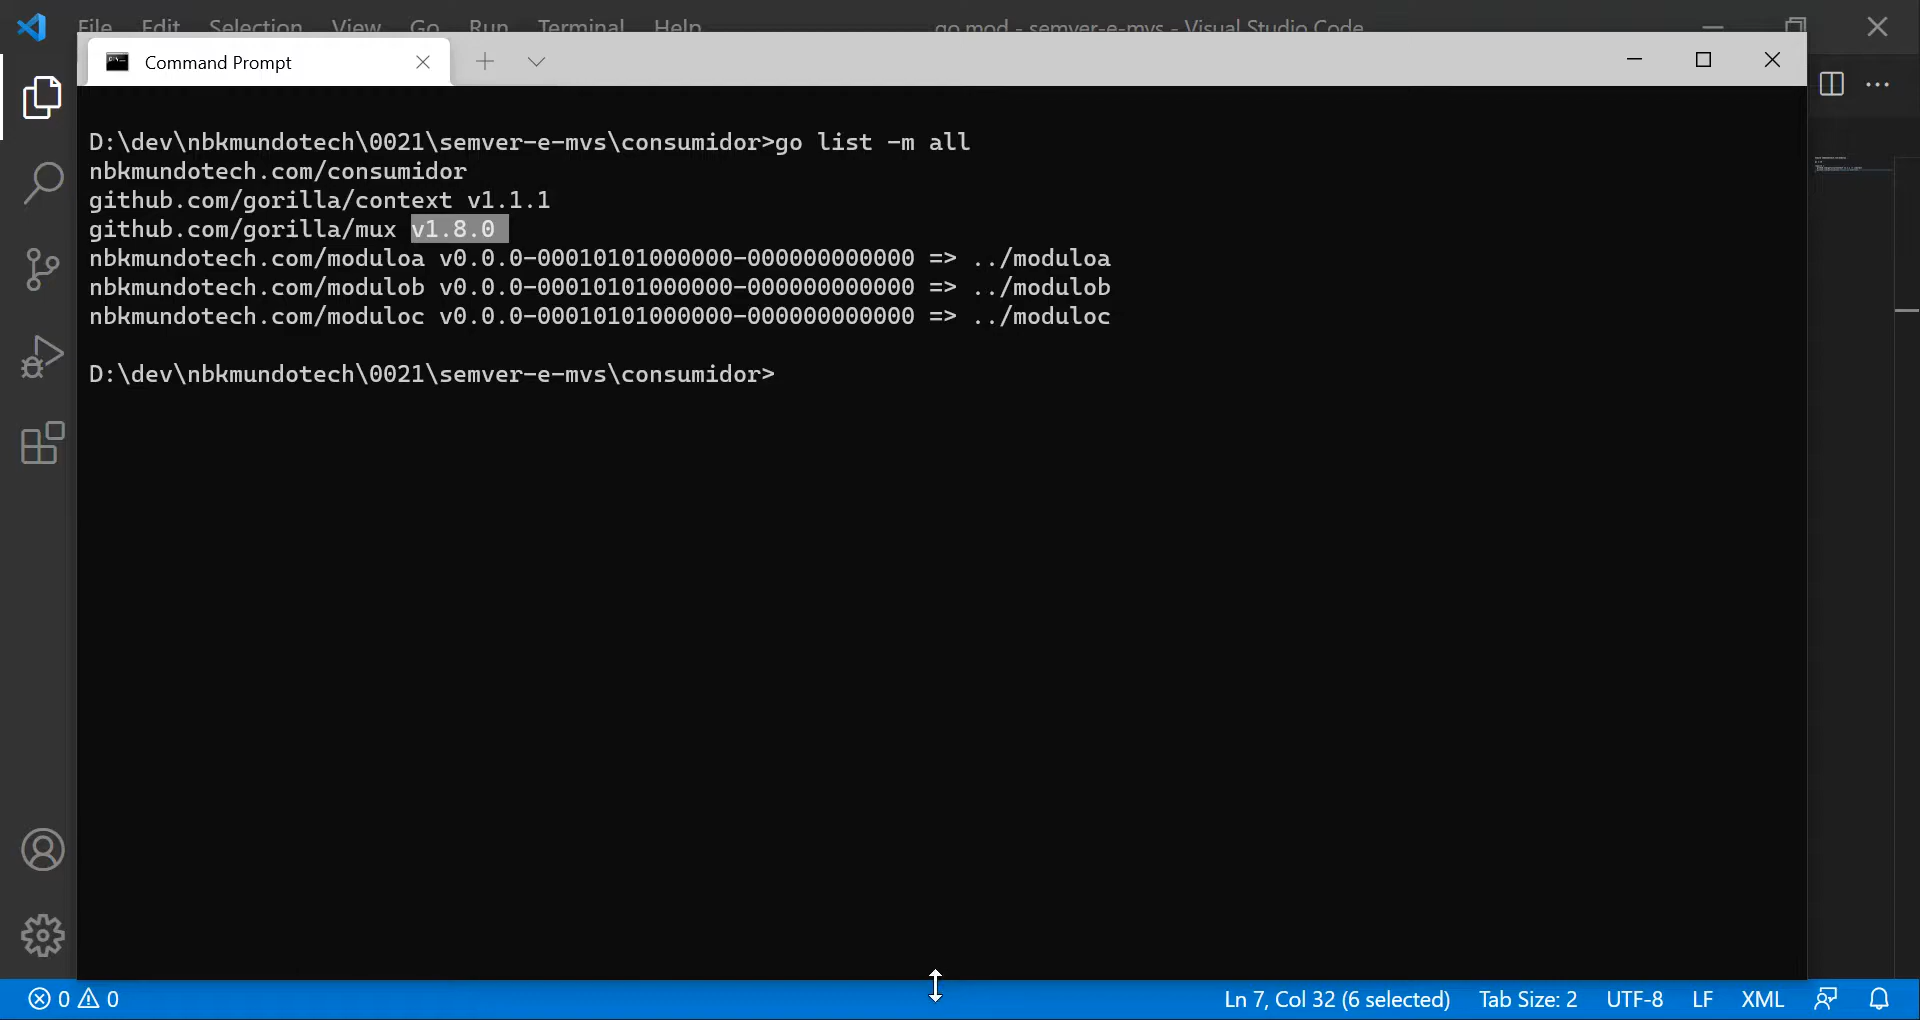 File Edit Selection View Go Run Terminal Help go.mod - semver-e-mvs - Visual Studio Code
Command Prompt
D:\dev\nbkmundotech\0021\semver-e-mvs\consumidor>go list -m all
nbkmundotech.com/consumidor
github.com/gorilla/context v1.1.1
github.com/gorilla/mux v1.8.0
nbkmundotech.com/moduloa v0.0.0-00010101000000-000000000000 => ../moduloa
nbkmundotech.com/modulob v0.0.0-00010101000000-000000000000 => ../modulob
nbkmundotech.com/moduloc v0.0.0-00010101000000-000000000000 => ../moduloc
D:\dev\nbkmundotech\0021\semver-e-mvs\consumidor>
0 0 Ln 7, Col 32 (6 selected) Tab Size: 2 UTF-8 LF XML